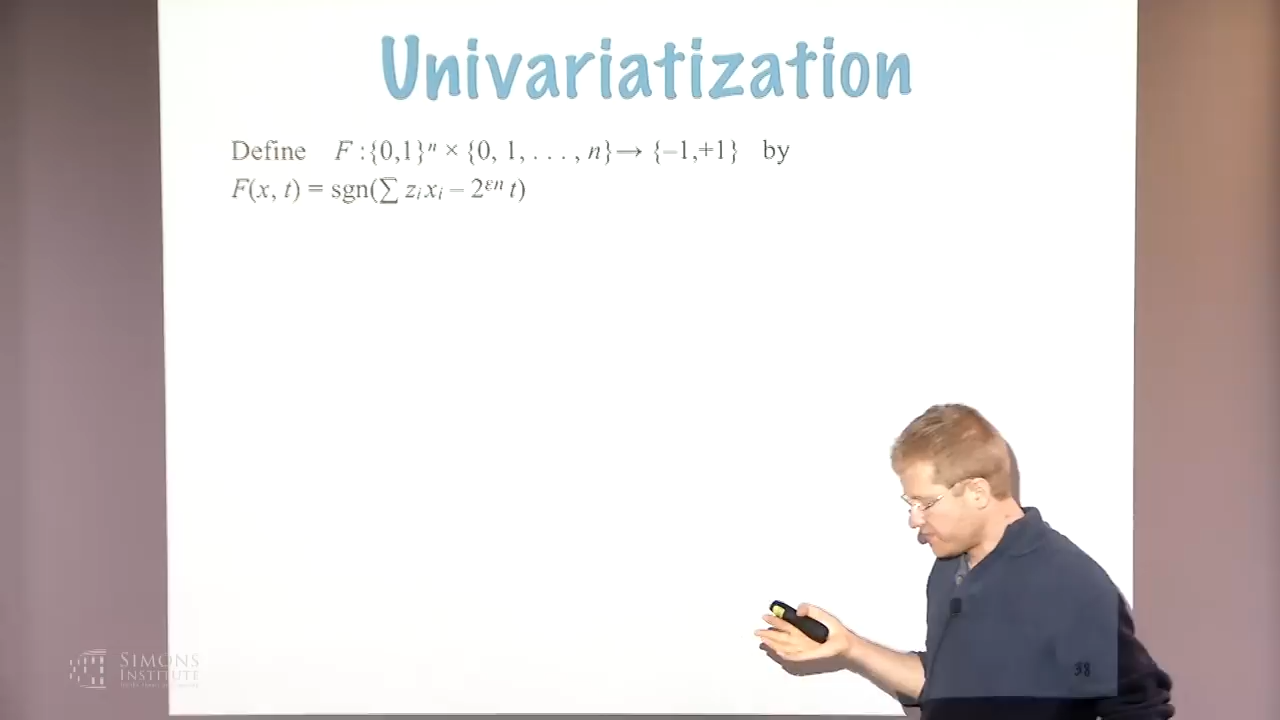 Univariatization
Define F :{0,1}ⁿ × {0, 1, . . . , n}→ {–1,+1} by
F(x, t) = sgn(∑ zᵢxᵢ – 2^εn t)
38
SIMONS
INSTITUTE